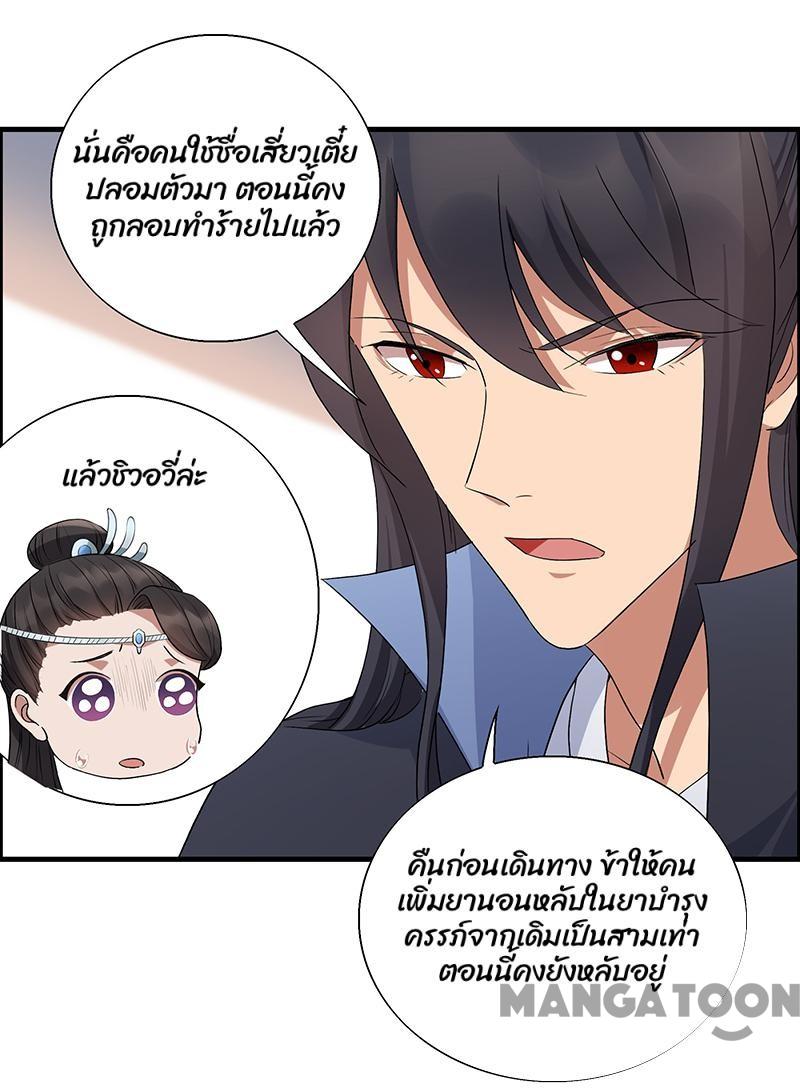 นั่นคือคนใช้ชื่อเสี่ยวเตี๋ย
ปลอมตัวมา ตอนนี้คง
ถูกลอบทำร้ายไปแล้ว
แล้วชิวอวี่ล่ะ
คืนก่อนเดินทาง ข้าให้คน
เพิ่มยานอนหลับในยาบำรุง
ครรภ์จากเดิมเป็นสามเท่า
ตอนนี้คงยังหลับอยู่
MANGATOON